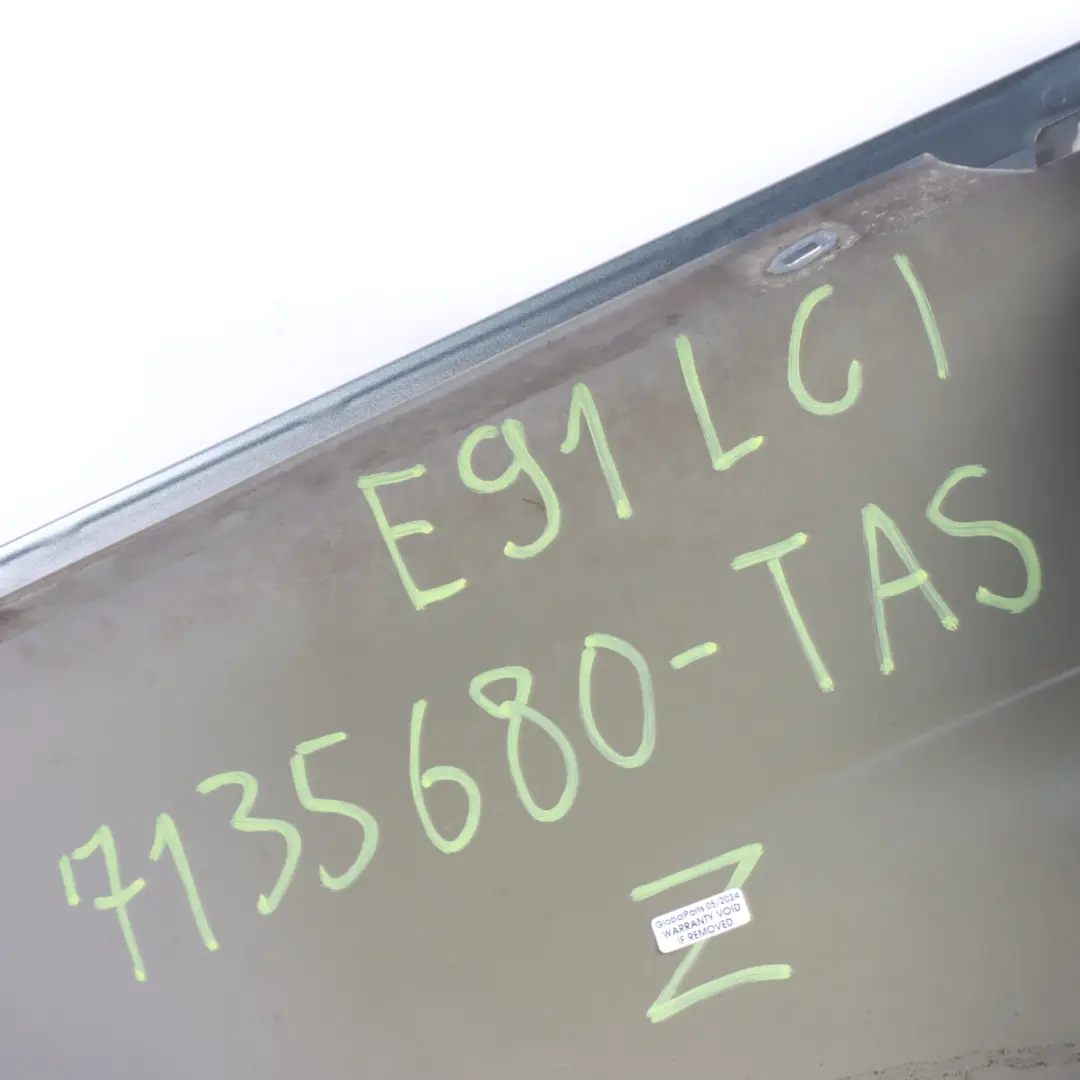 E91 LCI
7135680-TAS
Z
GlobalParts 05/2024
WARRANTY VOID
IF REMOVED